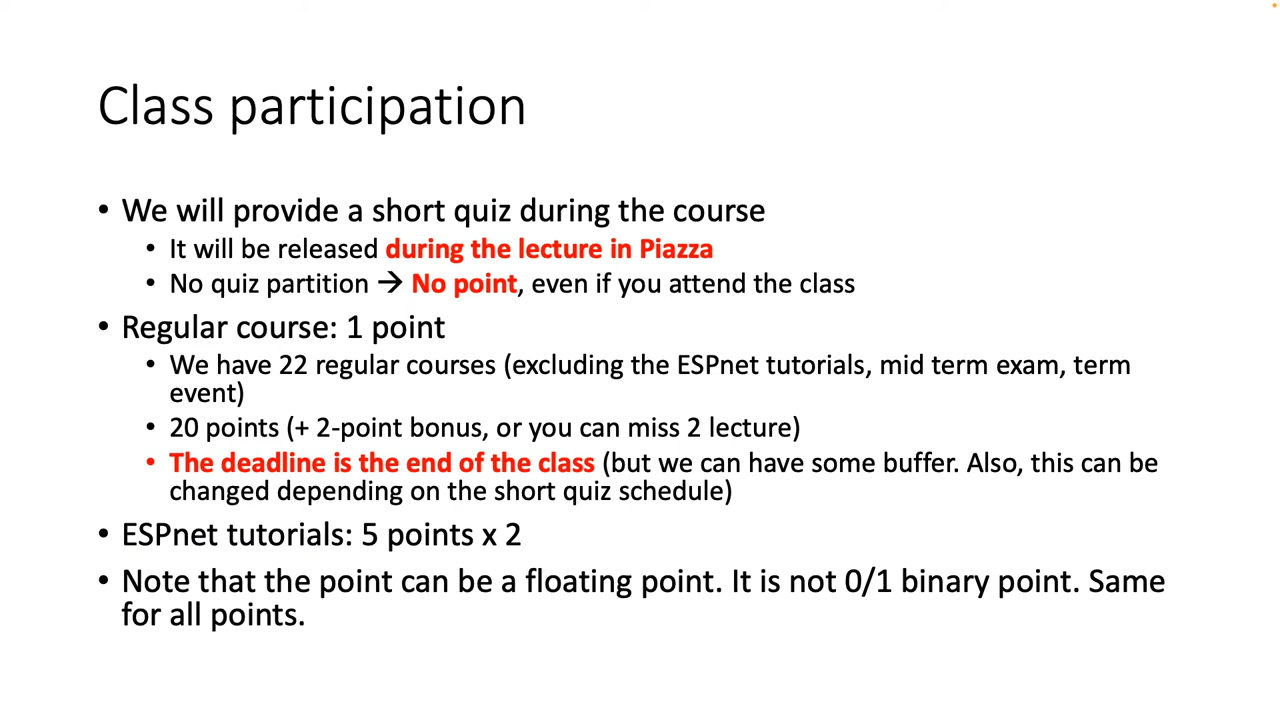 Class participation
• We will provide a short quiz during the course
• It will be released during the lecture in Piazza
• No quiz partition → No point, even if you attend the class
• Regular course: 1 point
• We have 22 regular courses (excluding the ESPnet tutorials, mid term exam, term
event)
• 20 points (+ 2-point bonus, or you can miss 2 lecture)
• The deadline is the end of the class (but we can have some buffer. Also, this can be
changed depending on the short quiz schedule)
• ESPnet tutorials: 5 points x 2
• Note that the point can be a floating point. It is not 0/1 binary point. Same
for all points.